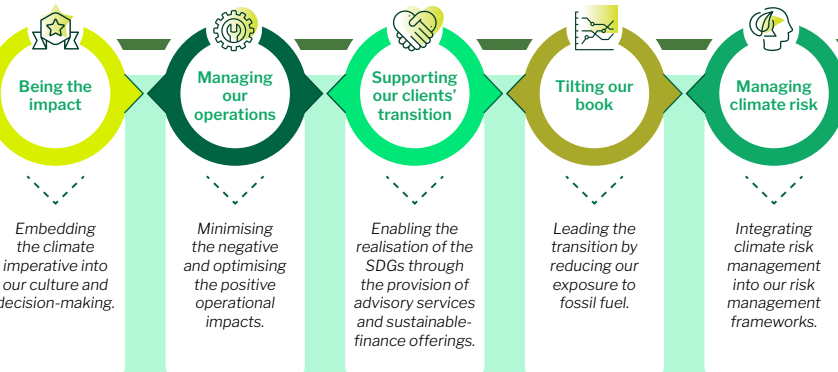 Being the
impact
Managing
our
operations
Supporting
our clients'
transition
Tilting our
book
Managing
climate risk
Embedding
the climate
imperative into
our culture and
decision-making.
Minimising
the negative
and optimising
the positive
operational
impacts.
Enabling the
realisation of the
SDGs through
the provision of
advisory services
and sustainable-
finance offerings.
Leading the
transition by
reducing our
exposure to
fossil fuel.
Integrating
climate risk
management
into our risk
management
frameworks.